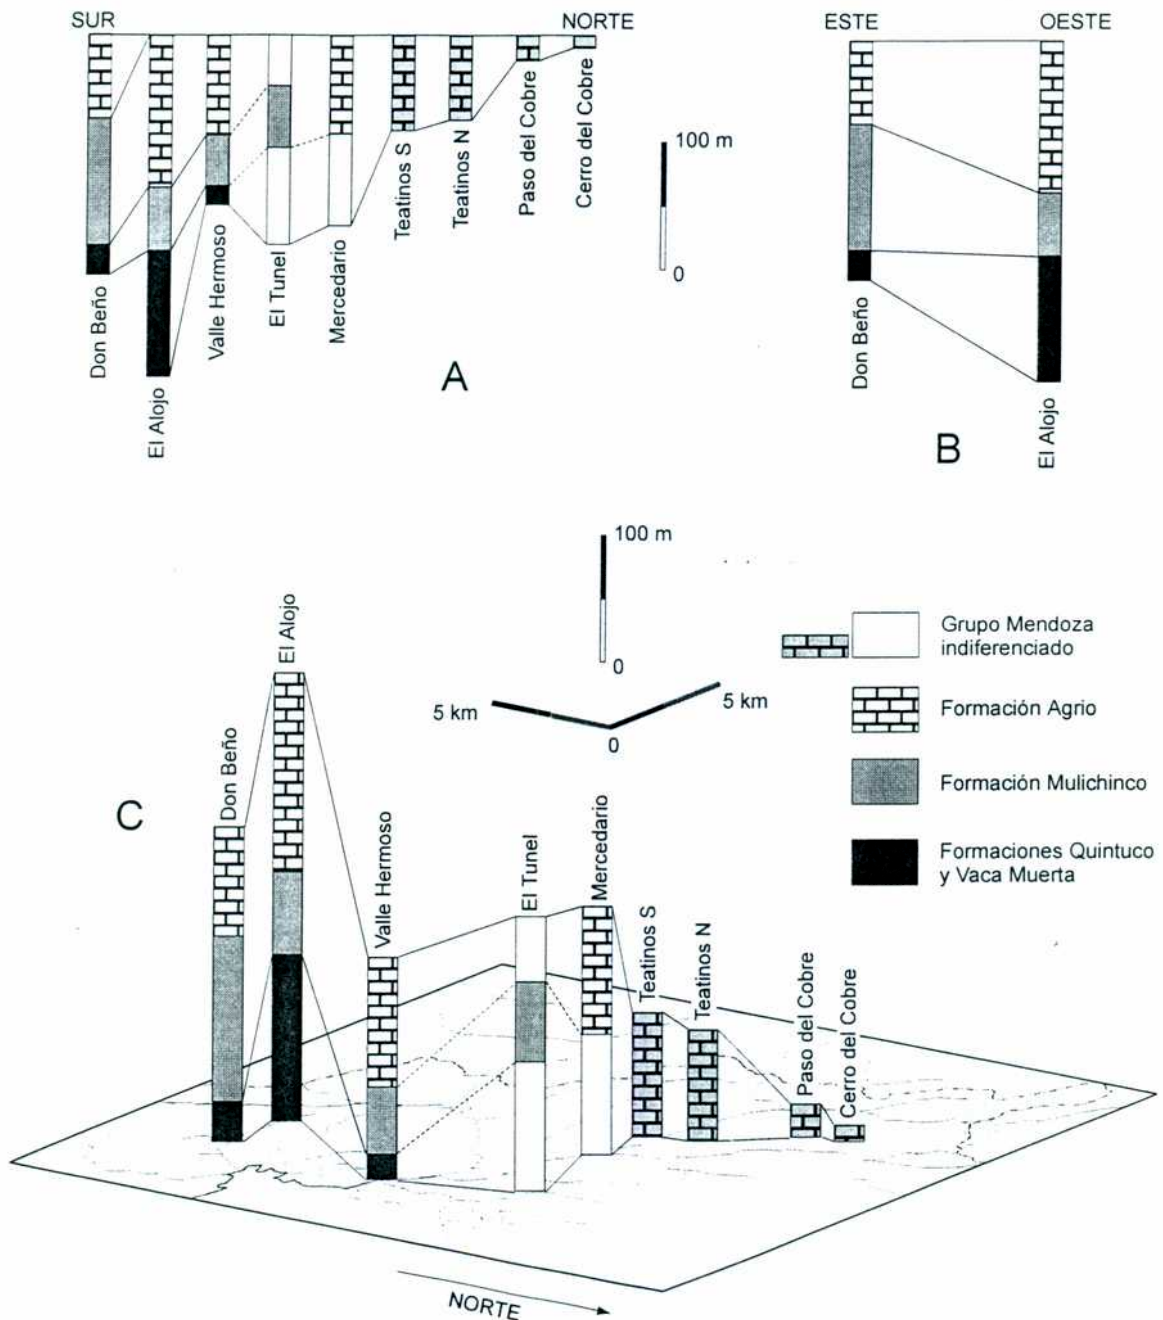 SUR
NORTE
Don Beño
El Alojo
Valle Hermoso
El Tunel
Mercedario
Teatinos S
Teatinos N
Paso del Cobre
Cerro del Cobre
A
100 m
0
ESTE
OESTE
Don Beño
El Alojo
B
100 m
0
5 km
5 km
0
Grupo Mendoza
indiferenciado
Formación Agrio
Formación Mulichinco
Formaciones Quintuco
y Vaca Muerta
C
Don Beño
El Alojo
Valle Hermoso
El Tunel
Mercedario
Teatinos S
Teatinos N
Paso del Cobre
Cerro del Cobre
NORTE